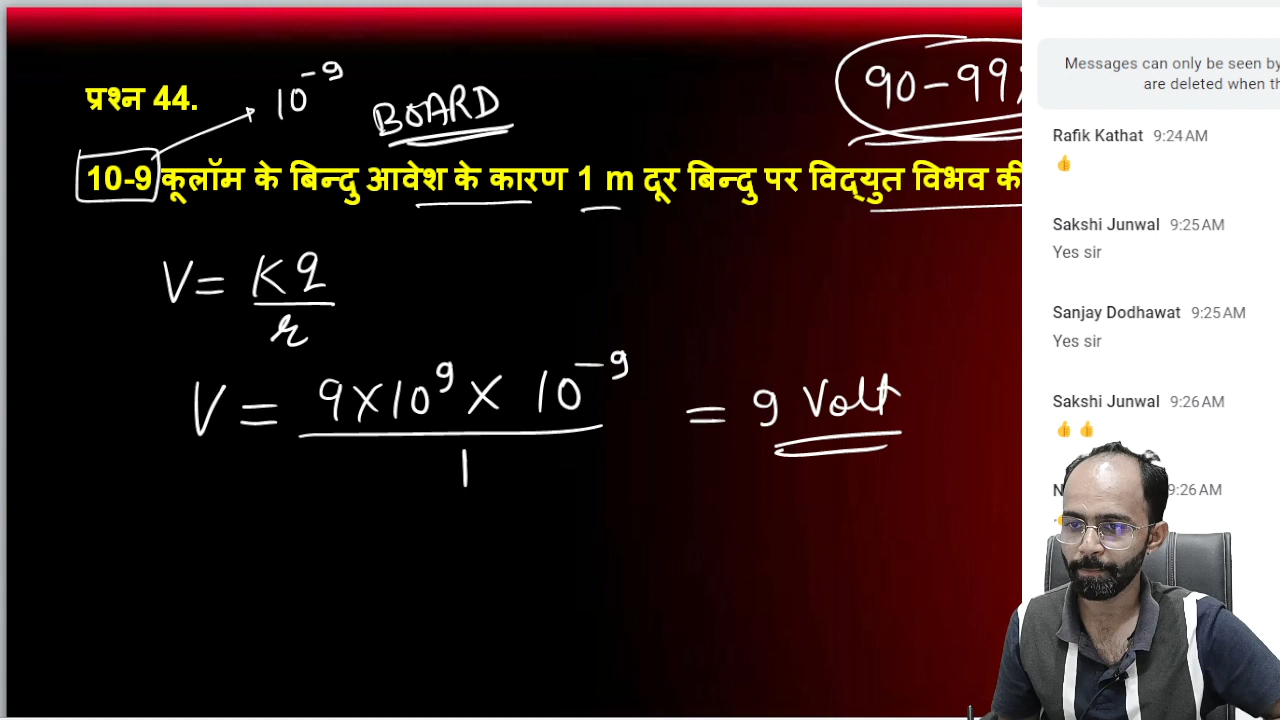 प्रश्न 44.
10⁻⁹
BOARD
90-99%
10-9 कूलॉम के बिन्दु आवेश के कारण 1 m दूर बिन्दु पर विद्युत विभव की
V = Kq
r
V = 9×10⁹ × 10⁻⁹
1
= 9 Volt
Messages can only be seen by
are deleted when th
Rafik Kathat 9:24 AM
👍
Sakshi Junwal 9:25 AM
Yes sir
Sanjay Dodhawat 9:25 AM
Yes sir
Sakshi Junwal 9:26 AM
👍 👍
9:26 AM